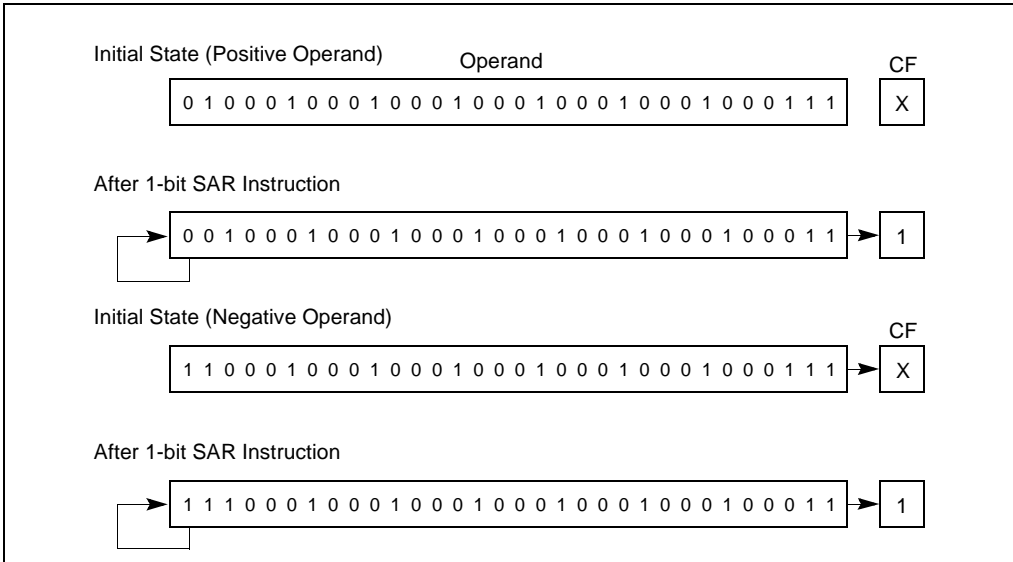 Initial State (Positive Operand)
Operand
CF
0 1 0 0 0 1 0 0 0 1 0 0 0 1 0 0 0 1 0 0 0 1 0 0 0 1 0 0 0 1 1 1
X
After 1-bit SAR Instruction
0 0 1 0 0 0 1 0 0 0 1 0 0 0 1 0 0 0 1 0 0 0 1 0 0 0 1 0 0 0 1 1
1
Initial State (Negative Operand)
CF
1 1 0 0 0 1 0 0 0 1 0 0 0 1 0 0 0 1 0 0 0 1 0 0 0 1 0 0 0 1 1 1
X
After 1-bit SAR Instruction
1 1 1 0 0 0 1 0 0 0 1 0 0 0 1 0 0 0 1 0 0 0 1 0 0 0 1 0 0 0 1 1
1